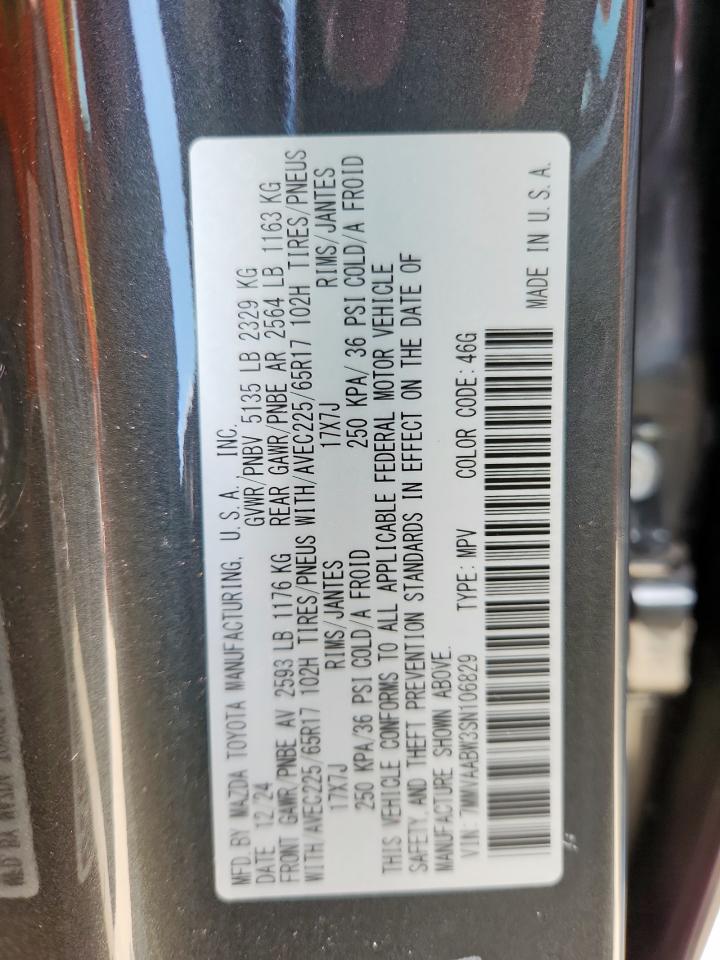 MFD. BY MAZDA TOYOTA MANUFACTURING, U.S.A., INC.
DATE 12/24 GVWR/PNBV 5135 LB 2329 KG
FRONT GAWR/PNBE AV 2593 LB 1176 KG REAR GAWR/PNBE AR 2564 LB 1163 KG
WITH/AVEC225/65R17 102H TIRES/PNEUS WITH/AVEC225/65R17 102H TIRES/PNEUS
17X7J RIMS/JANTES 17X7J RIMS/JANTES
250 KPA/36 PSI COLD/A FROID 250 KPA/ 36 PSI COLD/A FROID
THIS VEHICLE CONFORMS TO ALL APPLICABLE FEDERAL MOTOR VEHICLE
SAFETY, AND THEFT PREVENTION STANDARDS IN EFFECT ON THE DATE OF
MANUFACTURE SHOWN ABOVE.
VIN: 7MMVAABW3SN106829 TYPE: MPV COLOR CODE: 46G
MADE IN U.S.A.